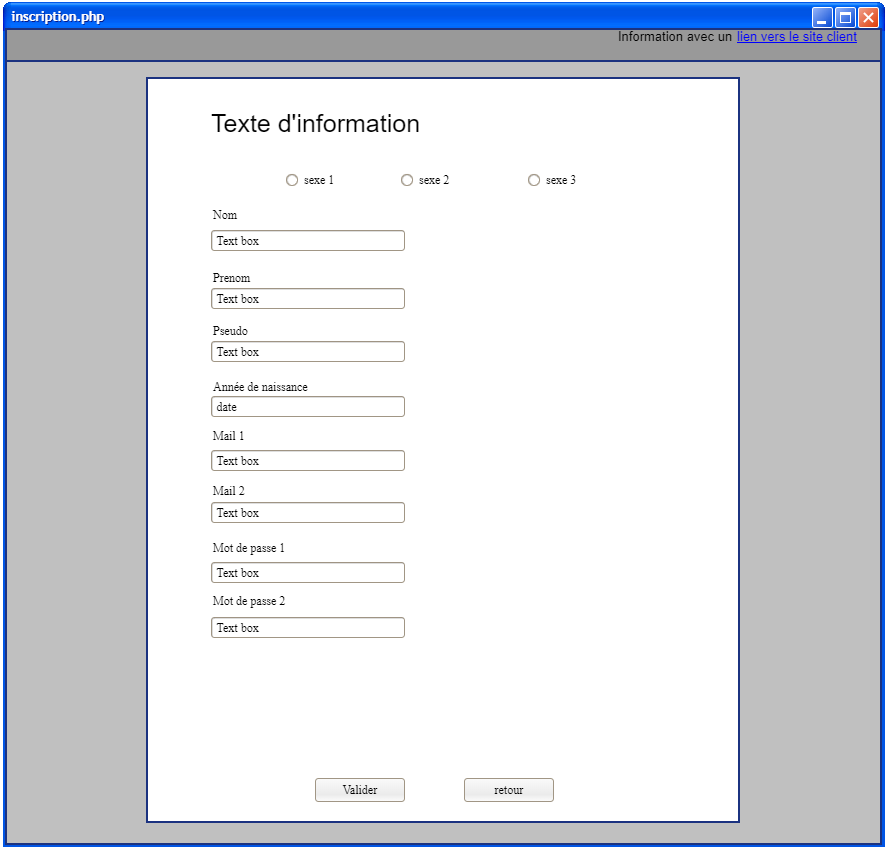 inscription.php
Information avec un lien vers le site client
Texte d'information
sexe 1 sexe 2 sexe 3
Nom
Text box
Prenom
Text box
Pseudo
Text box
Année de naissance
date
Mail 1
Text box
Mail 2
Text box
Mot de passe 1
Text box
Mot de passe 2
Text box
Valider retour